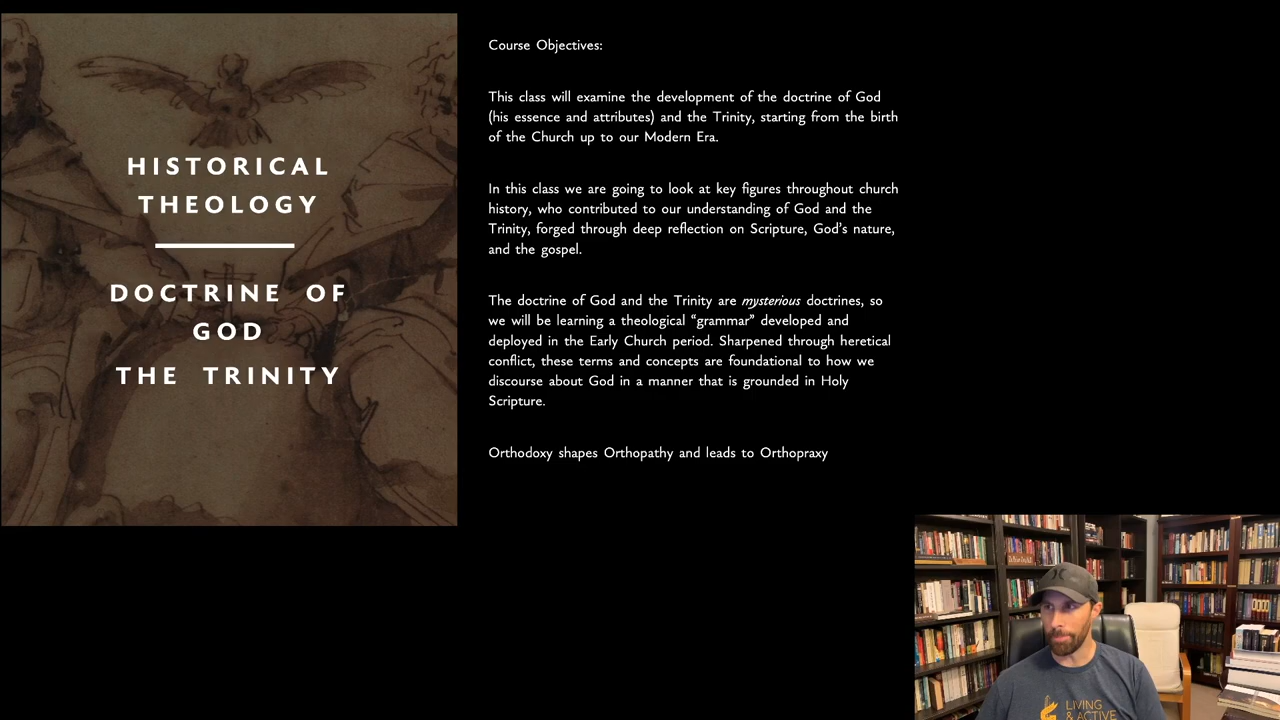 HISTORICAL
THEOLOGY
DOCTRINE OF
GOD
THE TRINITY
Course Objectives:
This class will examine the development of the doctrine of God
(his essence and attributes) and the Trinity, starting from the birth
of the Church up to our Modern Era.
In this class we are going to look at key figures throughout church
history, who contributed to our understanding of God and the
Trinity, forged through deep reflection on Scripture, God’s nature,
and the gospel.
The doctrine of God and the Trinity are mysterious doctrines, so
we will be learning a theological “grammar” developed and
deployed in the Early Church period. Sharpened through heretical
conflict, these terms and concepts are foundational to how we
discourse about God in a manner that is grounded in Holy
Scripture.
Orthodoxy shapes Orthopathy and leads to Orthopraxy
LIVING
& ACTIVE